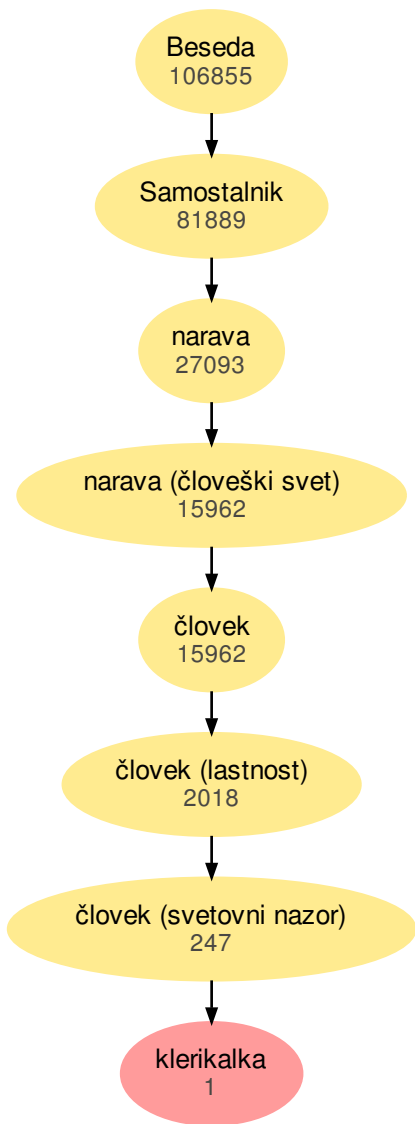 Beseda
106855
Samostalnik
81889
narava
27093
narava (človeški svet)
15962
človek
15962
človek (lastnost)
2018
človek (svetovni nazor)
247
klerikalka
1